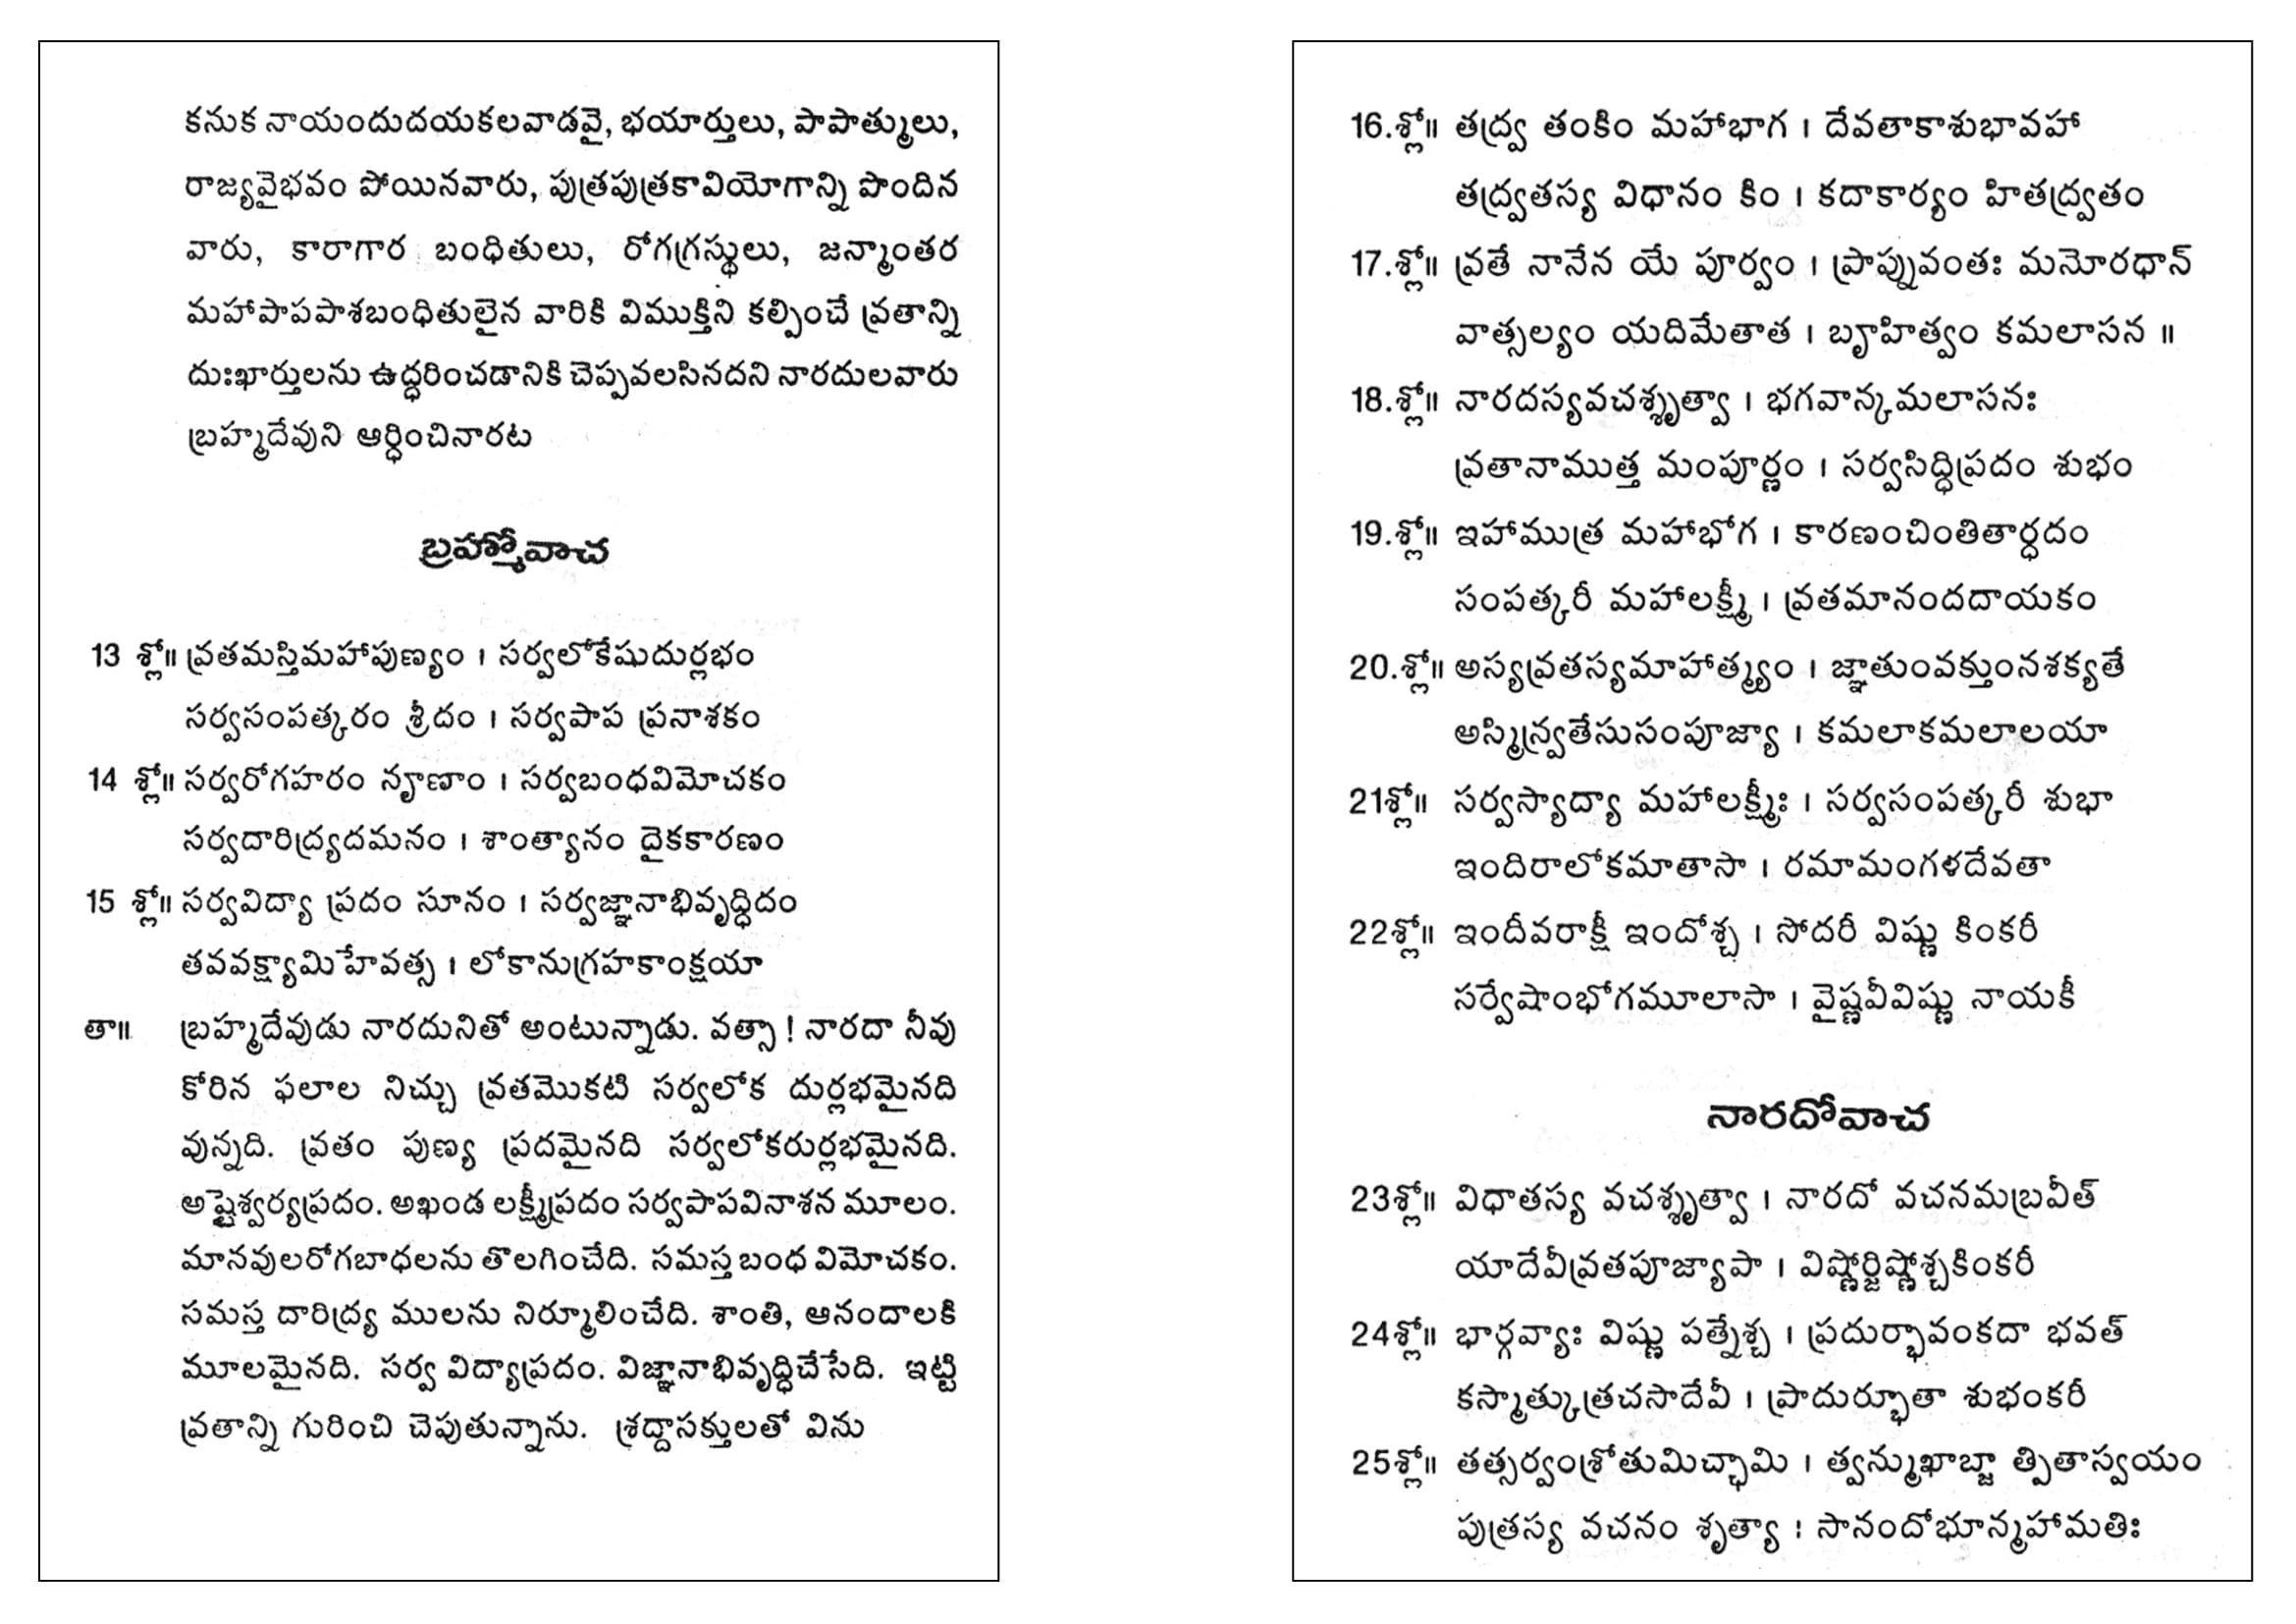 కనుక నాయందుదయకలవాడవై, భయార్తులు, పాపాత్ములు,
రాజ్యవైభవం పోయినవారు, పుత్రపుత్రకావియోగాన్ని పొందిన
వారు, కారాగార బంధితులు, రోగగ్రస్థులు, జన్మాంతర
మహాపాపపాశబంధితులైన వారికి విముక్తిని కల్పించే వ్రతాన్ని
దుఃఖార్తులను ఉద్ధరించడానికి చెప్పవలసినదని నారదులవారు
బ్రహ్మదేవుని ఆర్ధించినారట
బ్రహ్మోవాచ
13 శ్లో॥ వ్రతమస్తిమహాపుణ్యం । సర్వలోకేషుదుర్లభం
సర్వసంపత్కరం శ్రీదం । సర్వపాప ప్రనాశకం
14 శ్లో॥ సర్వరోగహరం నౄణాం । సర్వబంధవిమోచకం
సర్వదారిద్ర్యదమనం । శాంత్యానం దైకకారణం
15 శ్లో॥ సర్వవిద్యా ప్రదం సూనం । సర్వజ్ఞానాభివృద్ధిదం
తవవక్ష్యామిహేవత్స । లోకానుగ్రహకాంక్షయా
తా॥ బ్రహ్మదేవుడు నారదునితో అంటున్నాడు. వత్సా ! నారదా నీవు
కోరిన ఫలాల నిచ్చు వ్రతమొకటి సర్వలోక దుర్లభమైనది
వున్నది. వ్రతం పుణ్య ప్రదమైనది సర్వలోకరుర్లభమైనది.
అష్టైశ్వర్యప్రదం. అఖండ లక్ష్మీప్రదం సర్వపాపవినాశన మూలం.
మానవులరోగబాధలను తొలగించేది. సమస్త బంధ విమోచకం.
సమస్త దారిద్ర్య ములను నిర్మూలించేది. శాంతి, ఆనందాలకి
మూలమైనది. సర్వ విద్యాప్రదం. విజ్ఞానాభివృద్ధిచేసేది. ఇట్టి
వ్రతాన్ని గురించి చెపుతున్నాను. శ్రద్దాసక్తులతో విను
16.శ్లో॥ తద్వ్ర తంకిం మహాభాగ । దేవతాకాశుభావహా
తద్వ్రతస్య విధానం కిం । కదాకార్యం హితద్వ్రతం
17.శ్లో॥ వ్రతే నానేన యే పూర్వం । ప్రాప్నువంతః మనోరధాన్
వాత్సల్యం యదిమేతాత । బౄహిత్వం కమలాసన ॥
18.శ్లో॥ నారదస్యవచశ్శృత్వా । భగవాన్కమలాసనః
వ్రతానాముత్త మంపూర్ణం । సర్వసిద్ధిప్రదం శుభం
19.శ్లో॥ ఇహాముత్ర మహాభోగ । కారణంచింతితార్ధదం
సంపత్కరీ మహాలక్ష్మీ । వ్రతమానందదాయకం
20.శ్లో॥ అస్యవ్రతస్యమాహాత్మ్యం । జ్ఞాతుంవక్తుంనశక్యతే
అస్మిన్వ్రతేసుసంపూజ్యా । కమలాకమలాలయా
21శ్లో॥ సర్వస్యాద్యా మహాలక్ష్మీః । సర్వసంపత్కరీ శుభా
ఇందిరాలోకమాతాసా । రమామంగళదేవతా
22శ్లో॥ ఇందీవరాక్షీ ఇందోశ్చ । సోదరీ విష్ణు కింకరీ
సర్వేషాంభోగమూలాసా । వైష్ణవీవిష్ణు నాయకీ
నారదోవాచ
23శ్లో॥ విధాతస్య వచశ్శృత్వా । నారదో వచనమబ్రవీత్
యాదేవీవ్రతపూజ్యాపా । విష్ణోర్జిష్ణోశ్చకింకరీ
24శ్లో॥ భార్గవ్యాః విష్ణు పత్నేశ్చ । ప్రదుర్భావంకదా భవత్
కస్మాత్కుత్రచసాదేవీ । ప్రాదుర్భూతా శుభంకరీ
25శ్లో॥ తత్సర్వంశ్రోతుమిచ్ఛామి । త్వన్ముఖాబ్జా త్పితాస్వయం
పుత్రస్య వచనం శృత్యా : సానందోభూన్మహామతిః